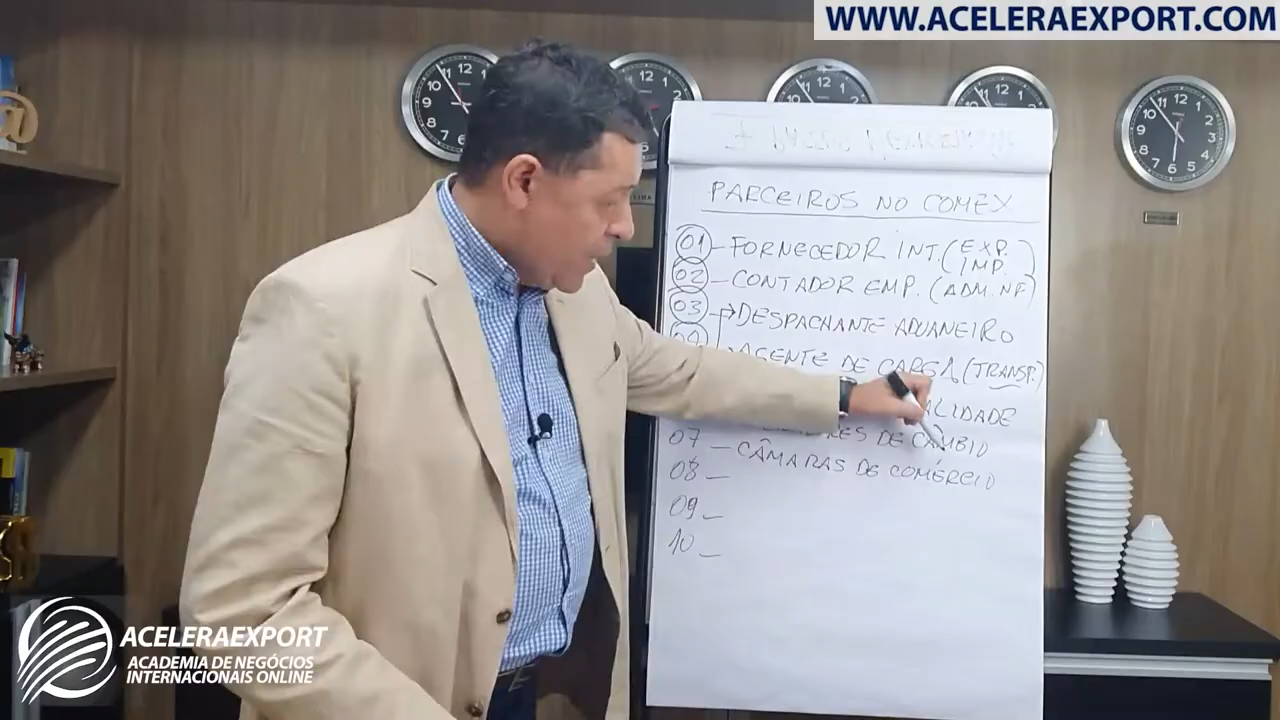 WWW.ACELERAEXPORT.COM
PARCEIROS NO COMEX
01 - FORNECEDOR INT. (EXP. IMP.)
02 - CONTADOR EMP. (ADM. NF)
03 - DESPACHANTE ADUANEIRO
04
AGENTE DE CARGA (TRANSP.)
DE CÂMBIO
07 - CÂMARAS DE COMÉRCIO
08 -
09 -
10 -
ACELERAEXPORT
ACADEMIA DE NEGÓCIOS
INTERNACIONAIS ONLINE